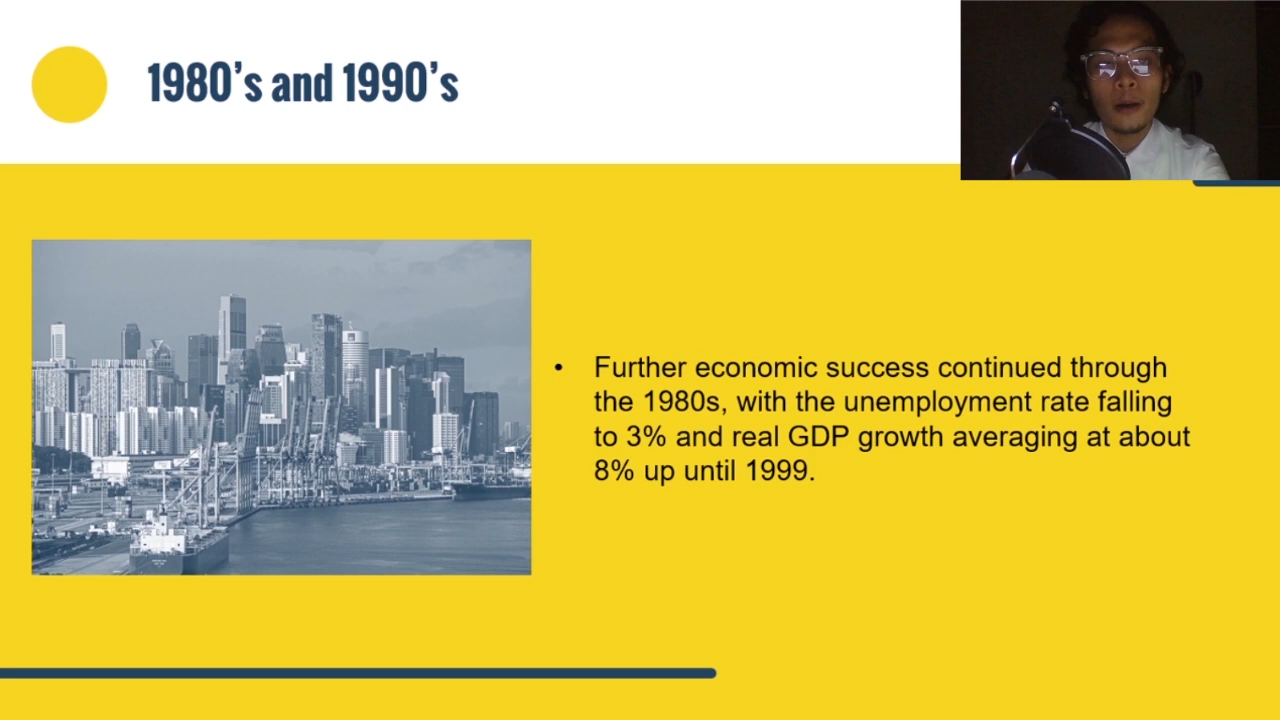 1980’s and 1990’s
• Further economic success continued through
the 1980s, with the unemployment rate falling
to 3% and real GDP growth averaging at about
8% up until 1999.